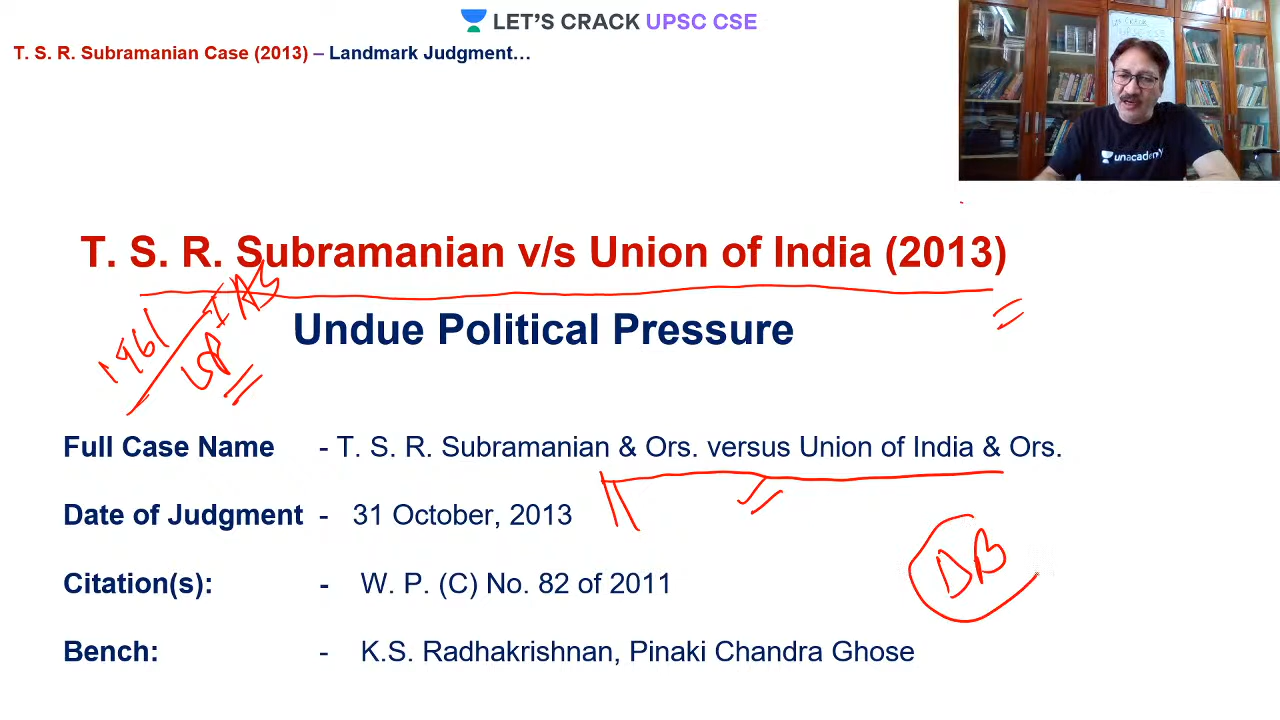 LET'S CRACK UPSC CSE
T. S. R. Subramanian Case (2013) – Landmark Judgment…
unacademy
T. S. R. Subramanian v/s Union of India (2013)
1961 IAS
UP
Undue Political Pressure
Full Case Name - T. S. R. Subramanian & Ors. versus Union of India & Ors.
Date of Judgment - 31 October, 2013
DB
Citation(s): - W. P. (C) No. 82 of 2011
Bench: - K.S. Radhakrishnan, Pinaki Chandra Ghose